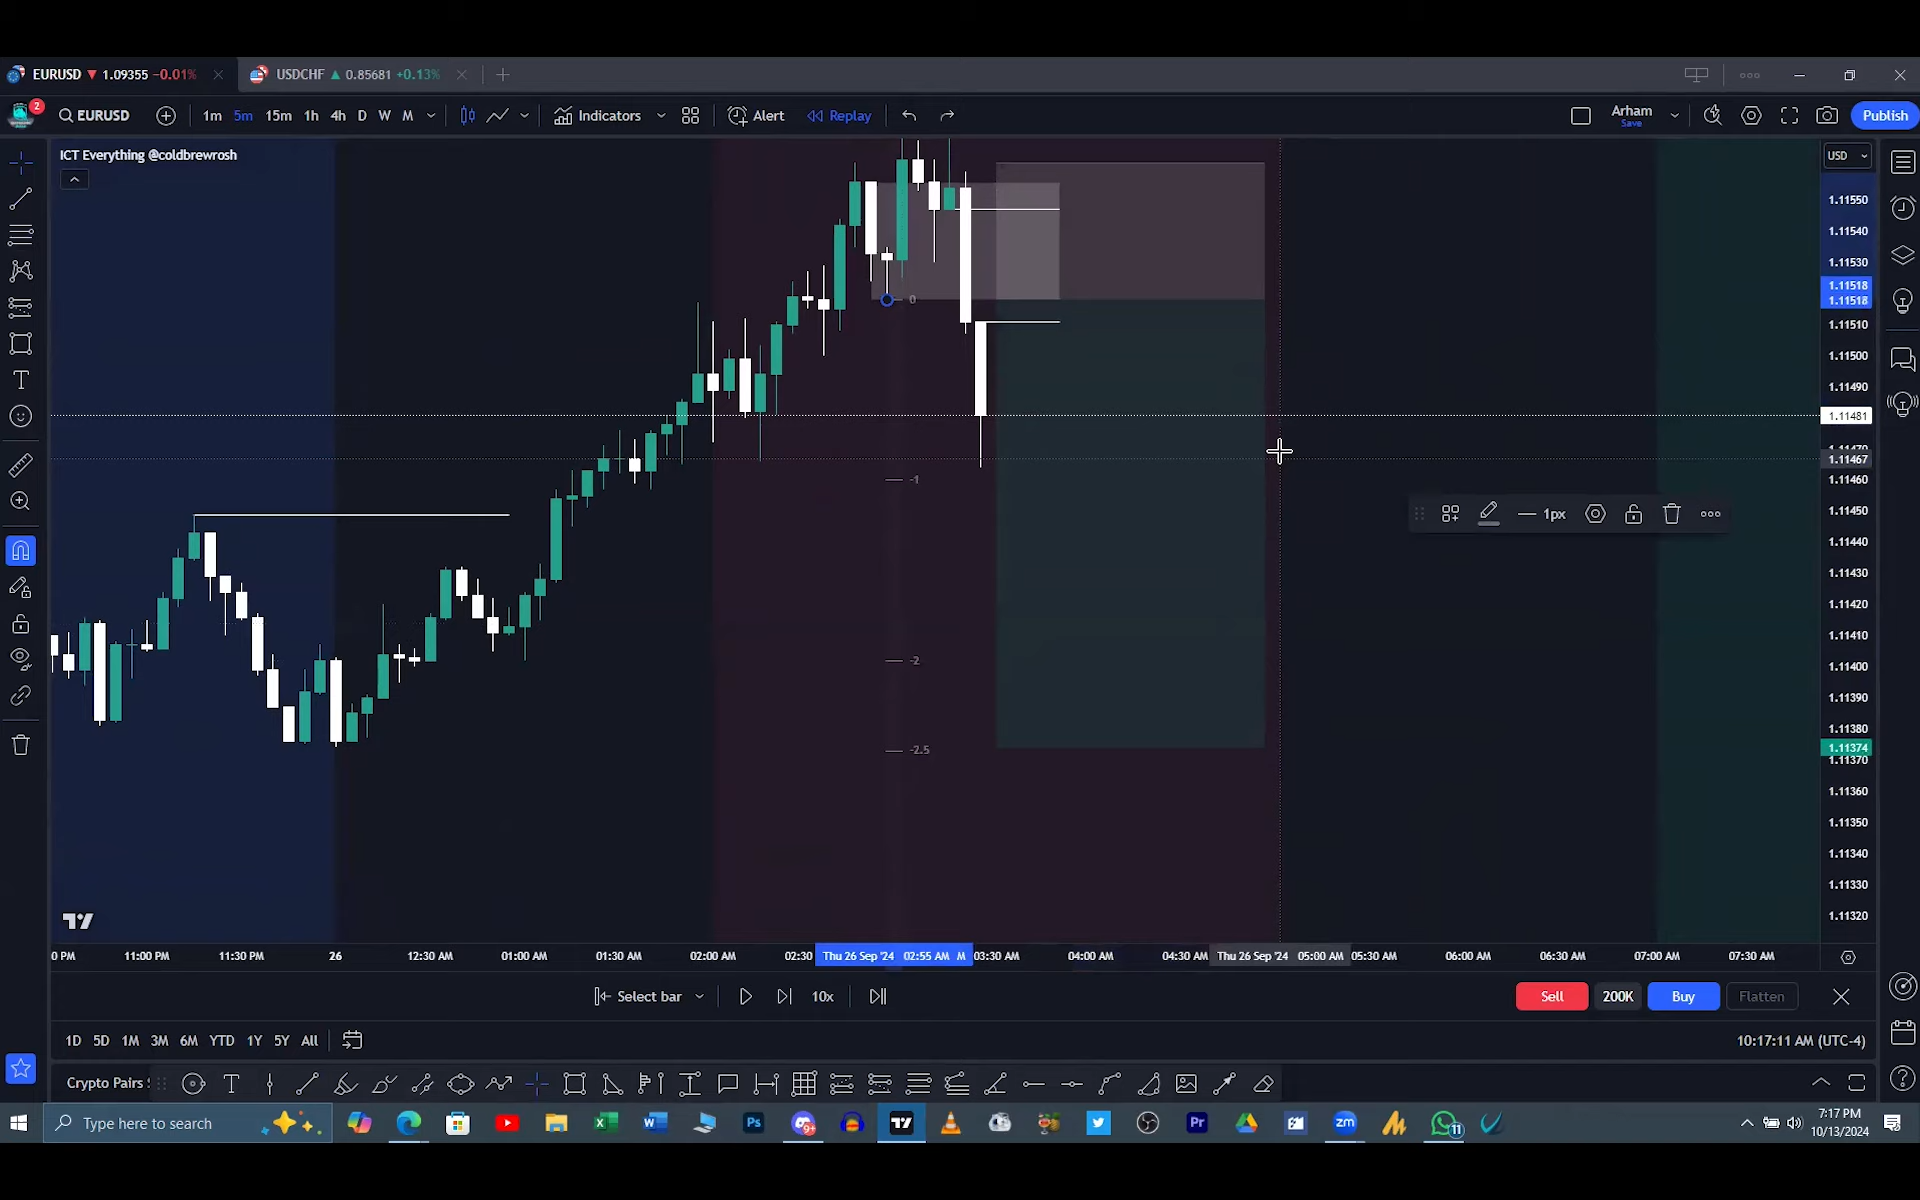 EURUSD 1.09355 −0.01%
USDCHF 0.85681 +0.13%
2
EURUSD
1m 5m 15m 1h 4h D W M
Indicators
Alert
Replay
Arham
Save
Publish
ICT Everything @coldbrewrosh
USD
1.11550
1.11540
1.11530
1.11518
1.11518
1.11510
1.11500
1.11490
1.11481
1.11467
1.11460
1.11450
1.11440
1.11430
1.11420
1.11410
1.11400
1.11390
1.11380
1.11374
1.11370
1.11360
1.11350
1.11340
1.11330
1.11320
0
-1
-2
-2.5
1px
0 PM 11:00 PM 11:30 PM 26 12:30 AM 01:00 AM 01:30 AM 02:00 AM 02:30 Thu 26 Sep '24 02:55 AM M 03:30 AM 04:00 AM 04:30 AM Thu 26 Sep '24 05:00 AM 05:30 AM 06:00 AM 06:30 AM 07:00 AM 07:30 AM
Select bar 10x
Sell 200K Buy Flatten
1D 5D 1M 3M 6M YTD 1Y 5Y All
10:17:11 AM (UTC-4)
Crypto Pairs
Type here to search
Ps
Pr
zm
9+
11
7:17 PM
10/13/2024